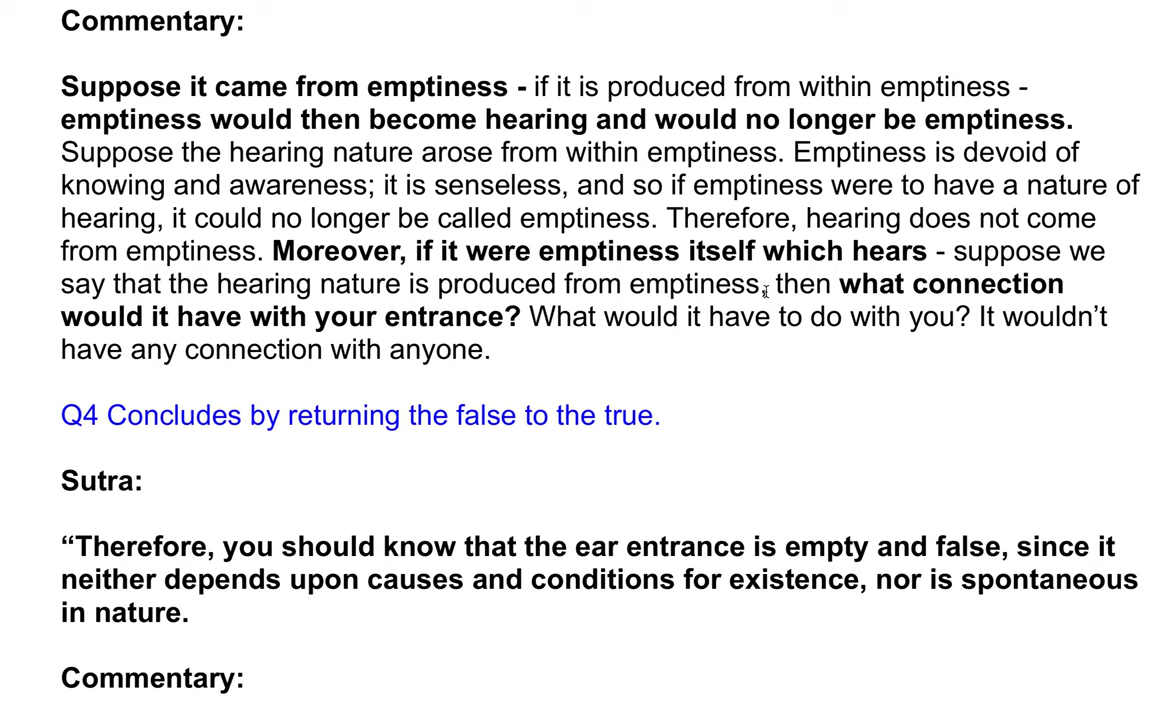 Commentary:
Suppose it came from emptiness - if it is produced from within emptiness -
emptiness would then become hearing and would no longer be emptiness.
Suppose the hearing nature arose from within emptiness. Emptiness is devoid of
knowing and awareness; it is senseless, and so if emptiness were to have a nature of
hearing, it could no longer be called emptiness. Therefore, hearing does not come
from emptiness. Moreover, if it were emptiness itself which hears - suppose we
say that the hearing nature is produced from emptiness, then what connection
would it have with your entrance? What would it have to do with you? It wouldn’t
have any connection with anyone.
Q4 Concludes by returning the false to the true.
Sutra:
“Therefore, you should know that the ear entrance is empty and false, since it
neither depends upon causes and conditions for existence, nor is spontaneous
in nature.
Commentary: